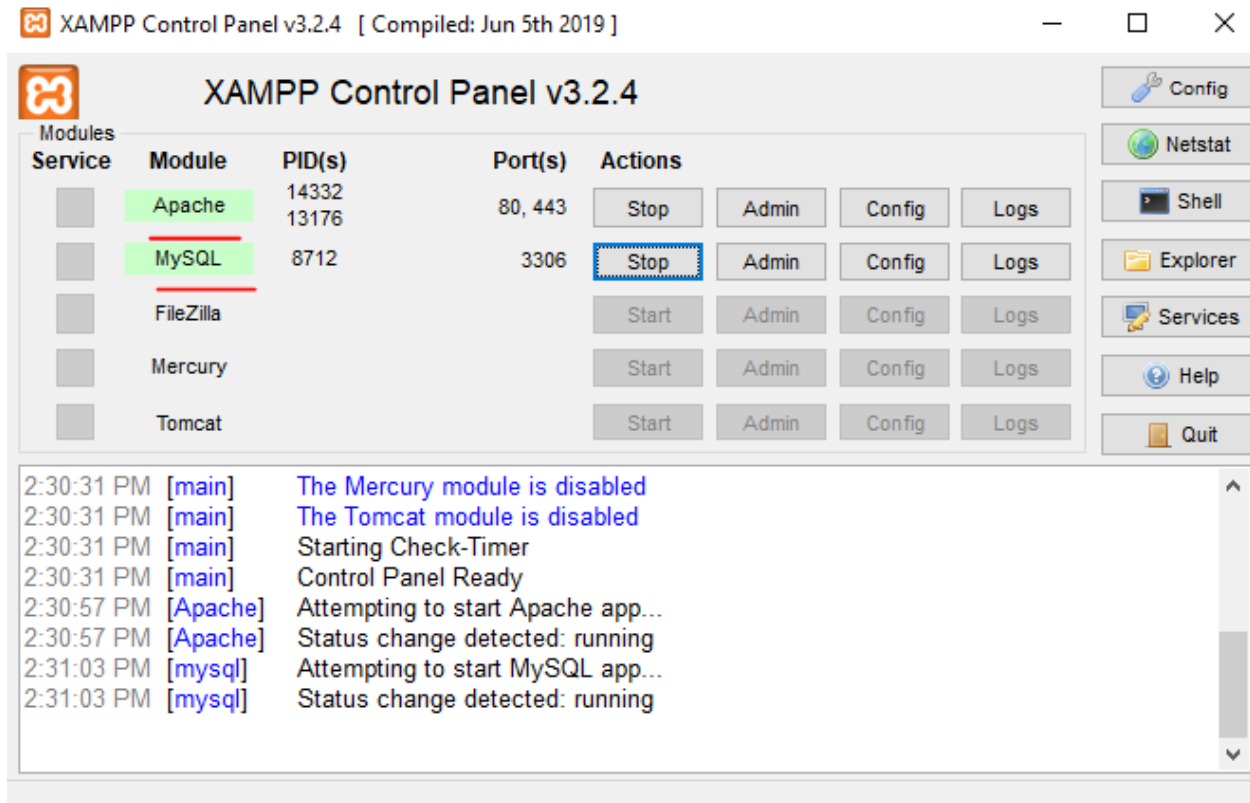 XAMPP Control Panel v3.2.4 [ Compiled: Jun 5th 2019 ]
XAMPP Control Panel v3.2.4
Config
Modules
Netstat
Service Module PID(s) Port(s) Actions
Apache 14332 13176 80, 443 Stop Admin Config Logs
Shell
MySQL 8712 3306 Stop Admin Config Logs
Explorer
FileZilla Start Admin Config Logs
Services
Mercury Start Admin Config Logs
Help
Tomcat Start Admin Config Logs
Quit
2:30:31 PM [main] The Mercury module is disabled
2:30:31 PM [main] The Tomcat module is disabled
2:30:31 PM [main] Starting Check-Timer
2:30:31 PM [main] Control Panel Ready
2:30:57 PM [Apache] Attempting to start Apache app...
2:30:57 PM [Apache] Status change detected: running
2:31:03 PM [mysql] Attempting to start MySQL app...
2:31:03 PM [mysql] Status change detected: running